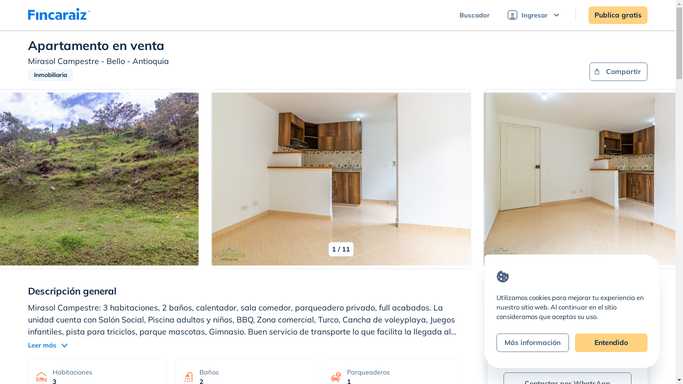 Fincaraiz
Buscador
Ingresar
Publica gratis
Apartamento en venta
Mirasol Campestre - Bello - Antioquia
Inmobiliaria
Compartir
1 / 11
Descripción general
Mirasol Campestre: 3 habitaciones, 2 baños, calentador, sala comedor, parqueadero privado, full acabados. La
unidad cuenta con Salón Social, Piscina adultos y niños, BBQ, Zona comercial, Turco, Cancha de voleyplaya, Juegos
infantiles, pista para triciclos, parque mascotas, Gimnasio. Buen servicio de transporte lo que facilita la llegada al...
Leer más
Habitaciones
3
Baños
2
Parqueaderos
1
Utilizamos cookies para mejorar tu experiencia en
nuestro sitio web. Al continuar en el sitio
consideramos que aceptas su uso.
Más información
Entendido
Contactar por WhatsApp